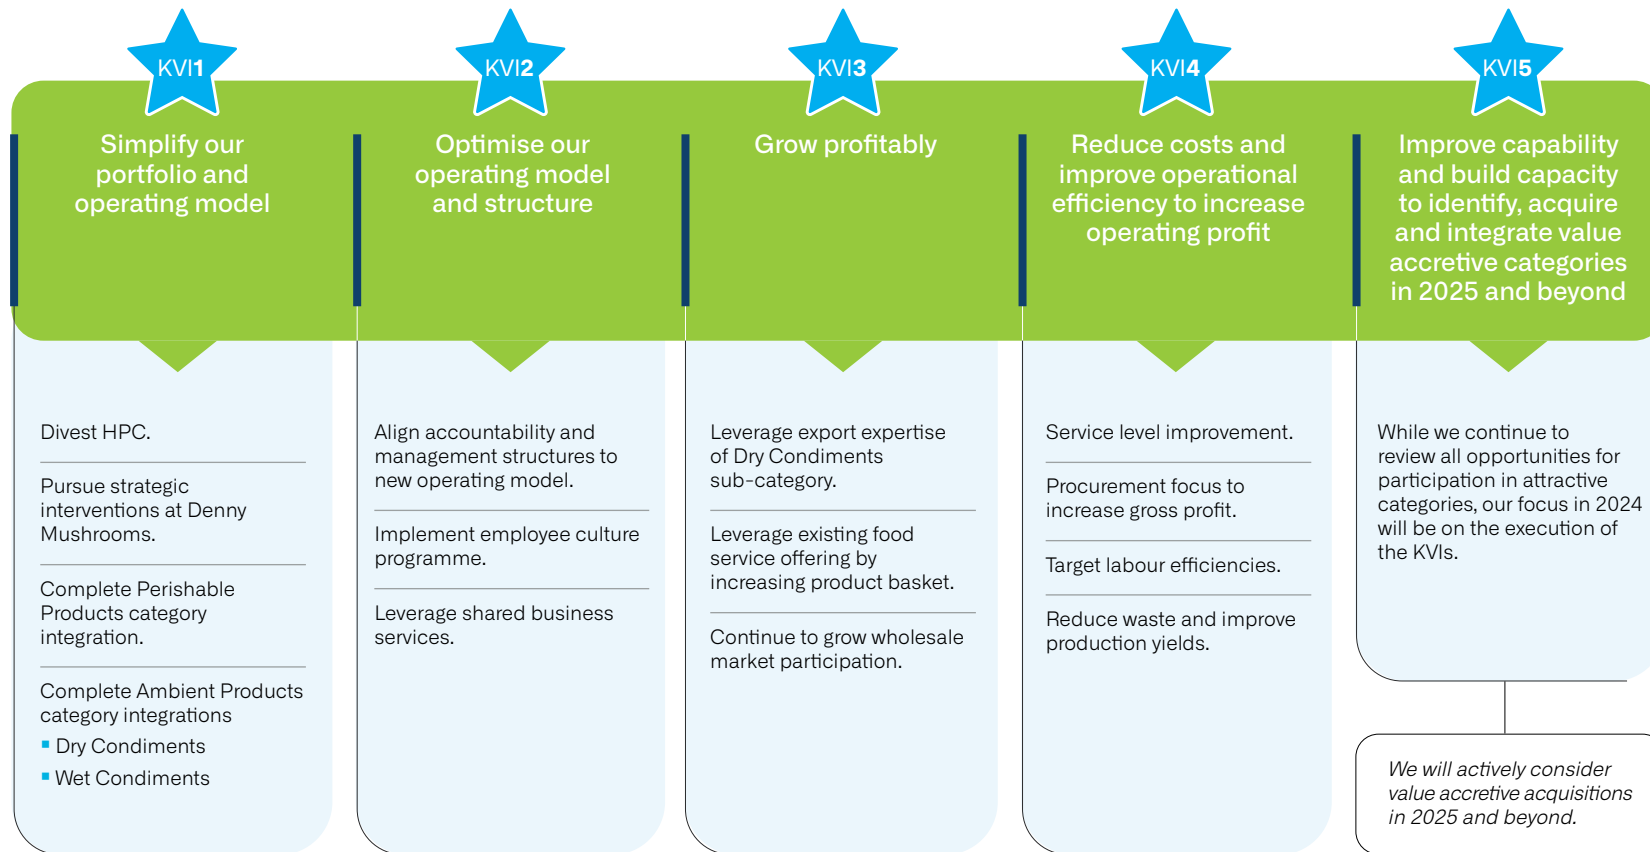 KVI1
Simplify our
portfolio and
operating model
Divest HPC.
Pursue strategic
interventions at Denny
Mushrooms.
Complete Perishable
Products category
integration.
Complete Ambient Products
category integrations
Dry Condiments
Wet Condiments
KVI2
Optimise our
operating model
and structure
Align accountability and
management structures to
new operating model.
Implement employee culture
programme.
Leverage shared business
services.
KVI3
Grow profitably
Leverage export expertise
of Dry Condiments
sub-category.
Leverage existing food
service offering by
increasing product basket.
Continue to grow wholesale
market participation.
KVI4
Reduce costs and
improve operational
efficiency to increase
operating profit
Service level improvement.
Procurement focus to
increase gross profit.
Target labour efficiencies.
Reduce waste and improve
production yields.
KVI5
Improve capability
and build capacity
to identify, acquire
and integrate value
accretive categories
in 2025 and beyond
While we continue to
review all opportunities for
participation in attractive
categories, our focus in 2024
will be on the execution of
the KVIs.
We will actively consider
value accretive acquisitions
in 2025 and beyond.